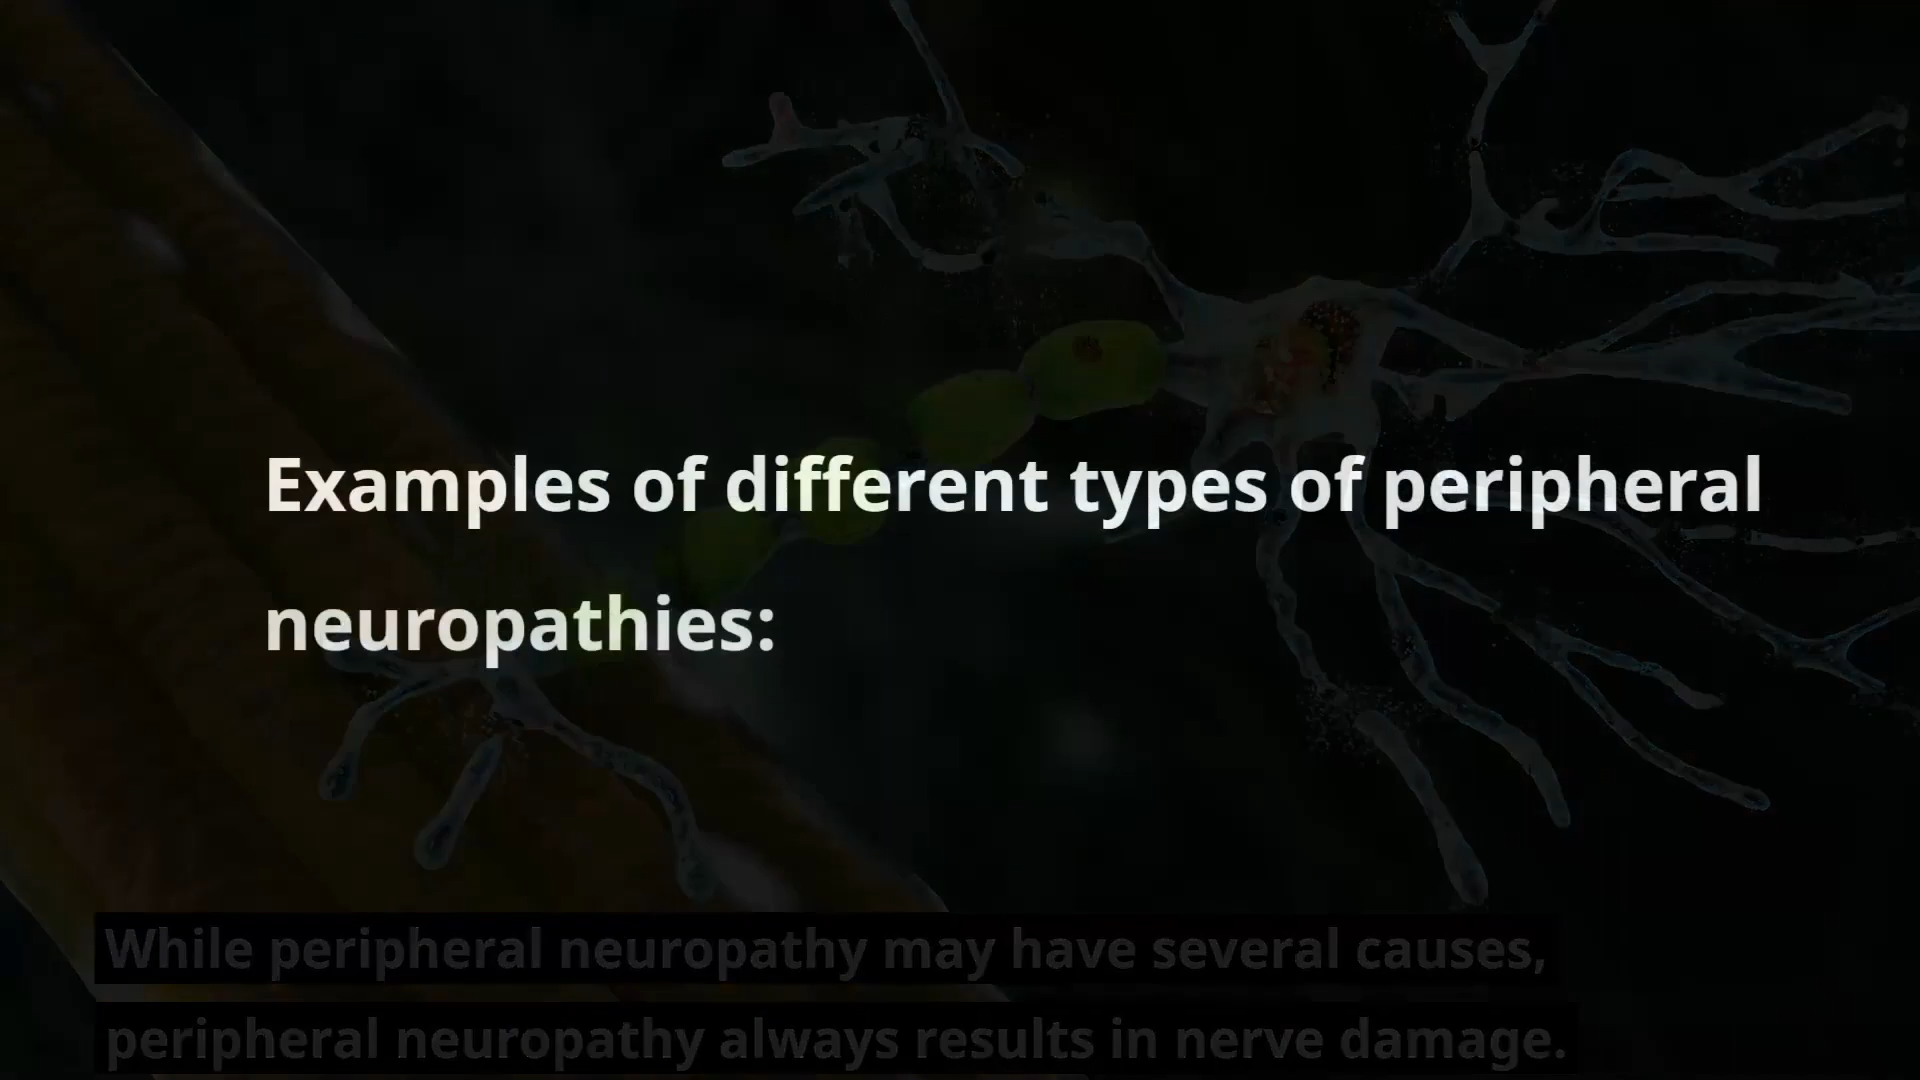 Examples of different types of peripheral
neuropathies:
While peripheral neuropathy may have several causes,
peripheral neuropathy always results in nerve damage.